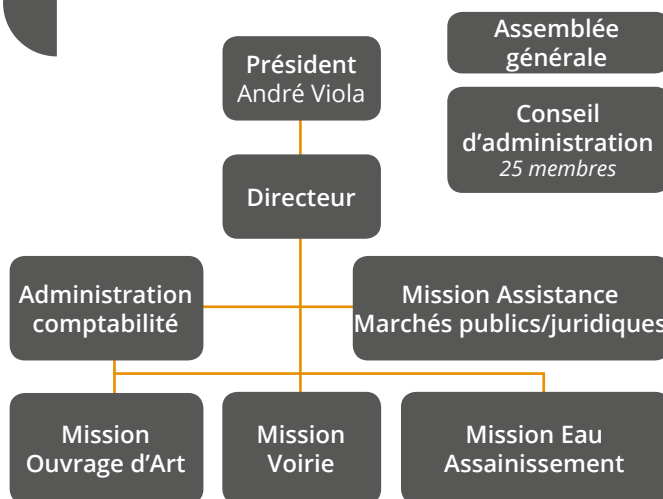 Assemblée
générale
Président
André Viola
Conseil
d’administration
25 membres
Directeur
Administration
comptabilité
Mission Assistance
Marchés publics/juridiques
Mission
Ouvrage d’Art
Mission
Voirie
Mission Eau
Assainissement